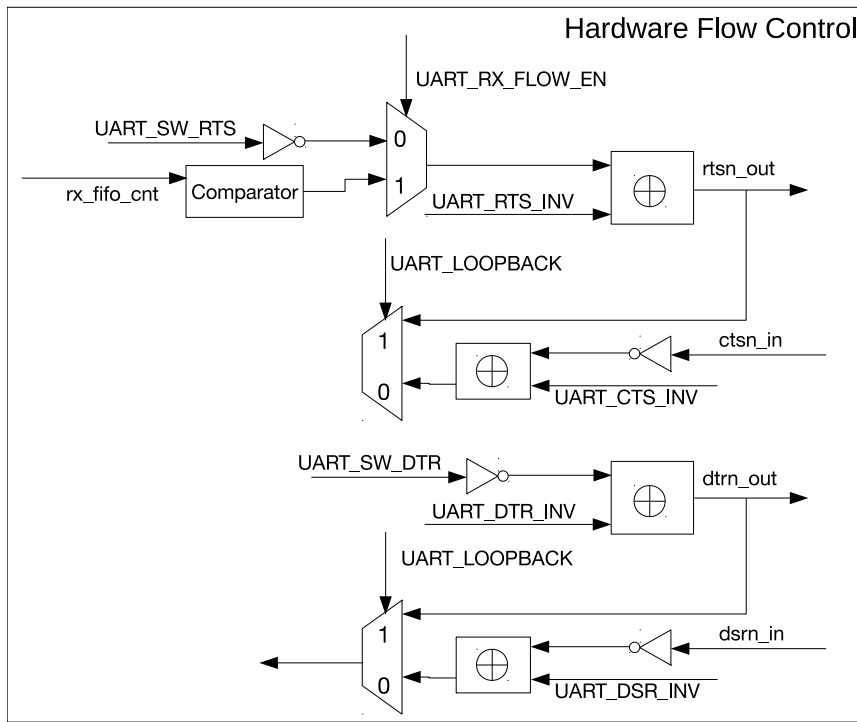 Hardware Flow Control
UART_RX_FLOW_EN
UART_SW_RTS
0
rx_fifo_cnt
Comparator
1
UART_RTS_INV
rtsn_out
UART_LOOPBACK
1
ctsn_in
0
UART_CTS_INV
UART_SW_DTR
dtrn_out
UART_DTR_INV
UART_LOOPBACK
1
dsrn_in
0
UART_DSR_INV